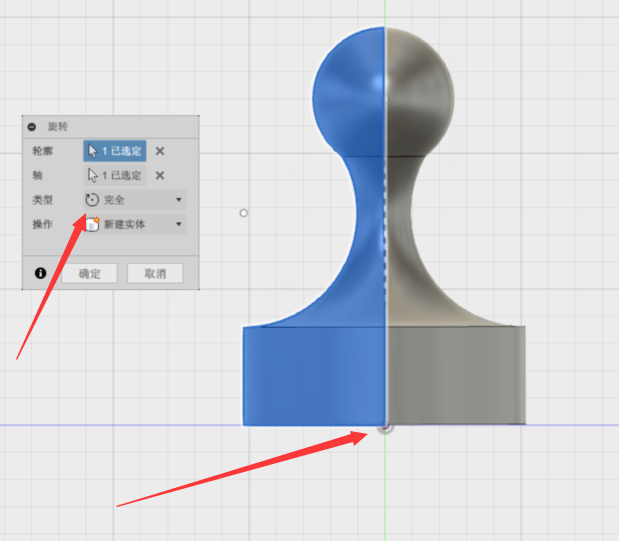 旋转
轮廓 1 已选定
轴 1 已选定
类型 完全
操作 新建实体
确定 取消